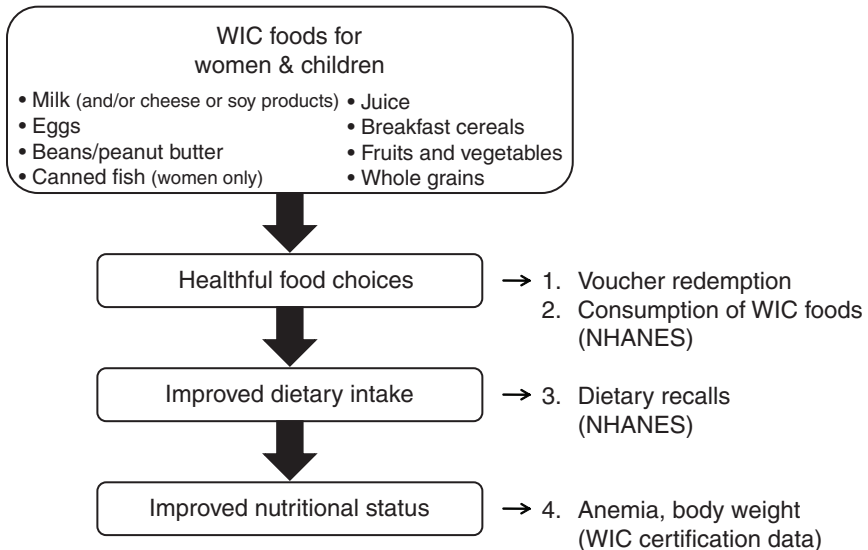 WIC foods for
women & children
• Milk (and/or cheese or soy products)
• Eggs
• Beans/peanut butter
• Canned fish (women only)
• Juice
• Breakfast cereals
• Fruits and vegetables
• Whole grains
Healthful food choices
1. Voucher redemption
2. Consumption of WIC foods
(NHANES)
Improved dietary intake
3. Dietary recalls
(NHANES)
Improved nutritional status
4. Anemia, body weight
(WIC certification data)